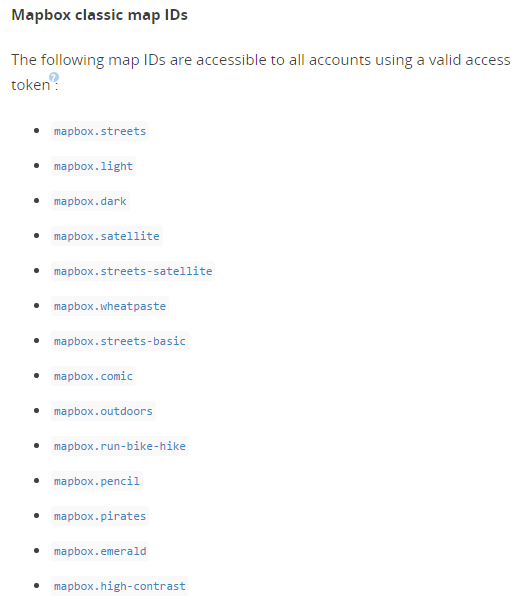 Mapbox classic map IDs
The following map IDs are accessible to all accounts using a valid access
token?:
mapbox.streets
mapbox.light
mapbox.dark
mapbox.satellite
mapbox.streets-satellite
mapbox.wheatpaste
mapbox.streets-basic
mapbox.comic
mapbox.outdoors
mapbox.run-bike-hike
mapbox.pencil
mapbox.pirates
mapbox.emerald
mapbox.high-contrast